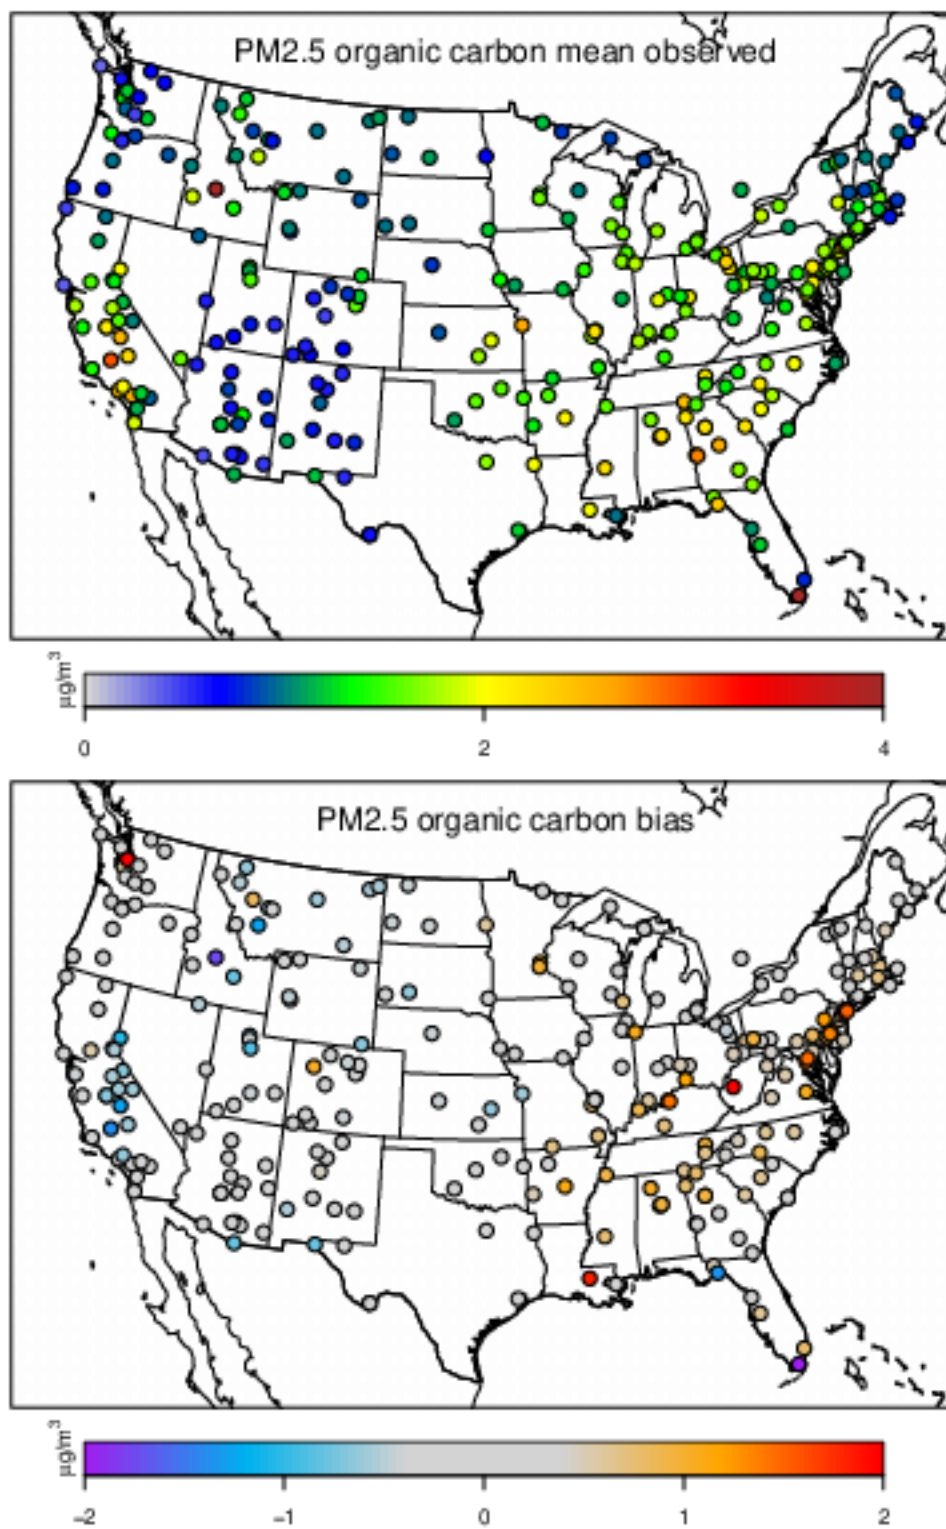 PM2.5 organic carbon mean observed
µg/m³
0 2 4
PM2.5 organic carbon bias
µg/m³
−2 −1 0 1 2